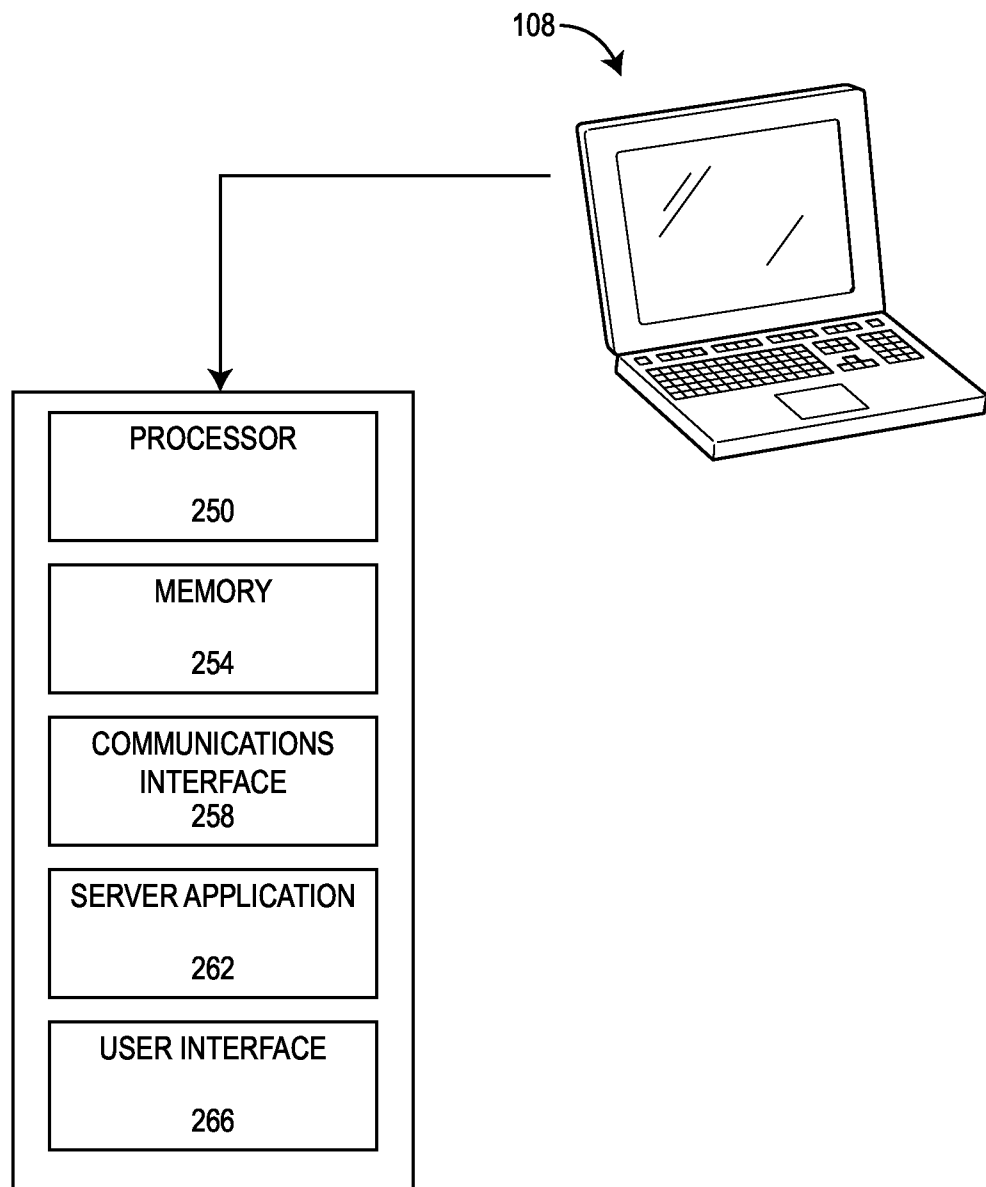 108
PROCESSOR
250
MEMORY
254
COMMUNICATIONS
INTERFACE
258
SERVER APPLICATION
262
USER INTERFACE
266